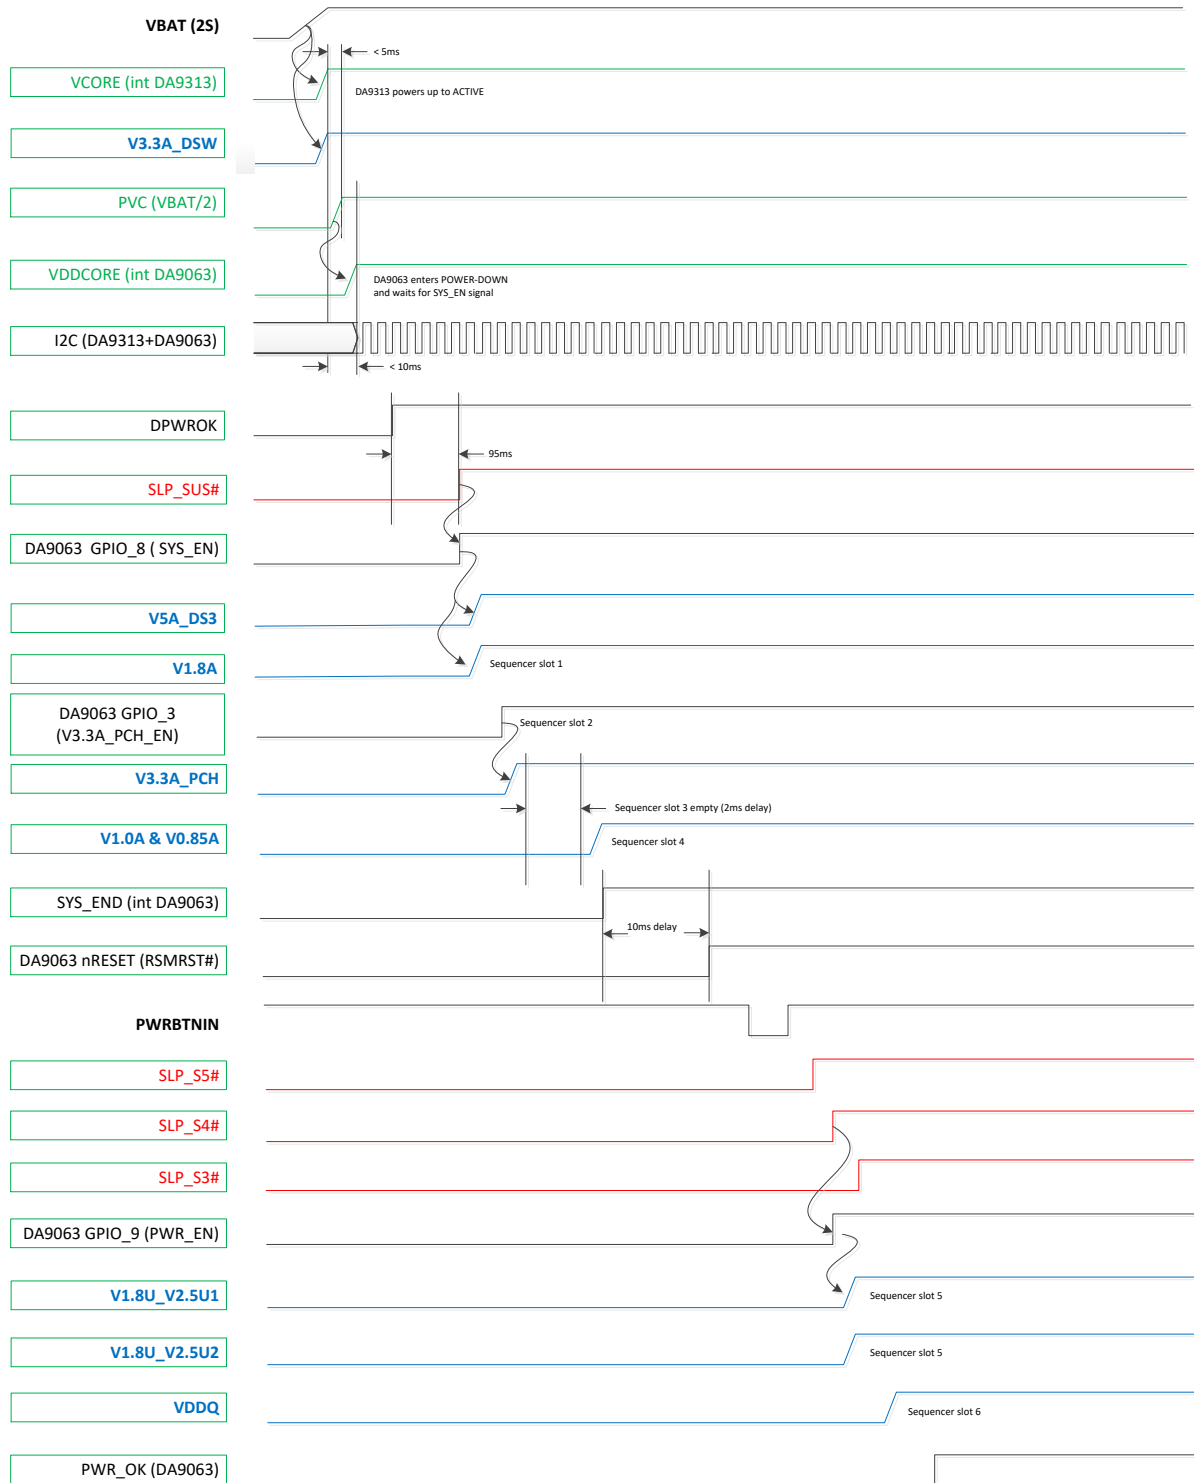 VBAT (2S)
< 5ms
VCORE (int DA9313)
DA9313 powers up to ACTIVE
V3.3A_DSW
PVC (VBAT/2)
VDDCORE (int DA9063)
DA9063 enters POWER-DOWN
and waits for SYS_EN signal
I2C (DA9313+DA9063)
< 10ms
DPWROK
95ms
SLP_SUS#
DA9063  GPIO_8 ( SYS_EN)
V5A_DS3
V1.8A
Sequencer slot 1
DA9063 GPIO_3
(V3.3A_PCH_EN)
Sequencer slot 2
V3.3A_PCH
Sequencer slot 3 empty (2ms delay)
V1.0A & V0.85A
Sequencer slot 4
SYS_END (int DA9063)
10ms delay
DA9063 nRESET (RSMRST#)
PWRBTNIN
SLP_S5#
SLP_S4#
SLP_S3#
DA9063 GPIO_9 (PWR_EN)
V1.8U_V2.5U1
Sequencer slot 5
V1.8U_V2.5U2
Sequencer slot 5
VDDQ
Sequencer slot 6
PWR_OK (DA9063)